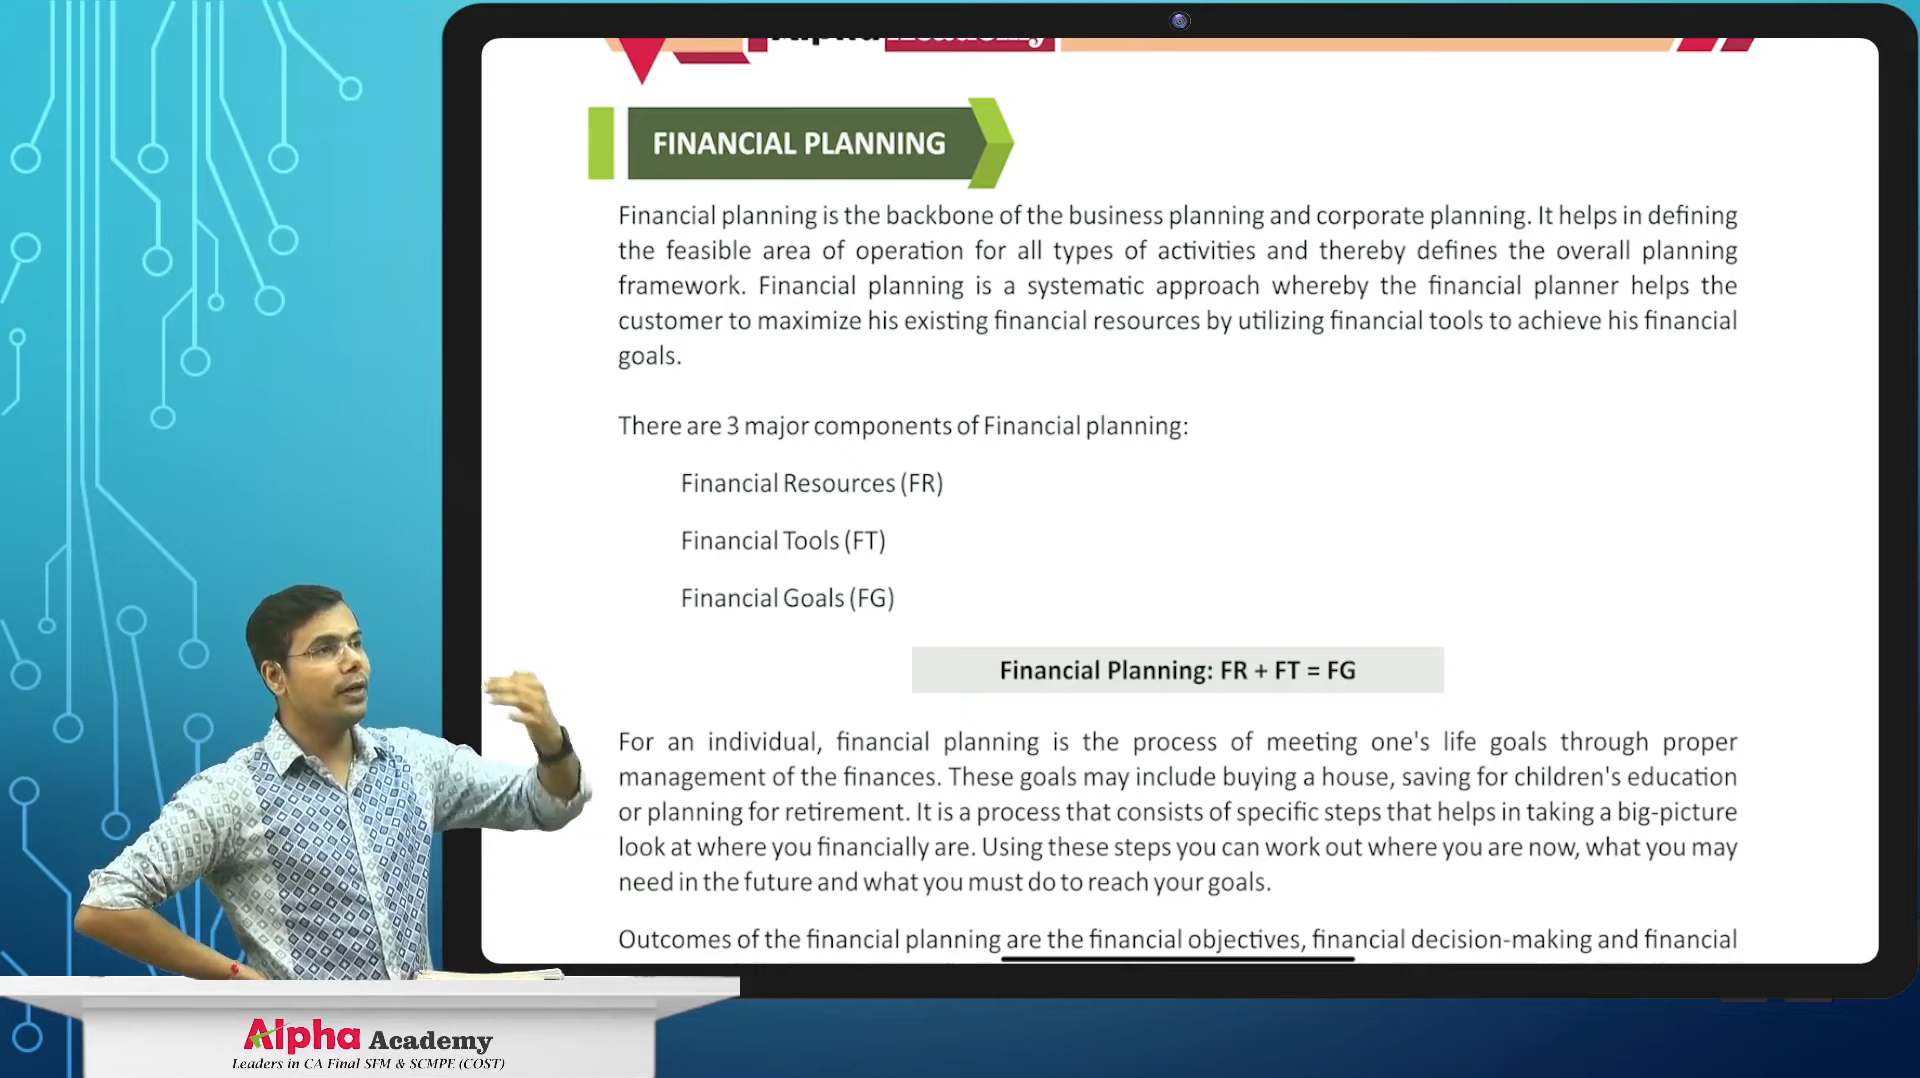 Alpha Academy
FINANCIAL PLANNING
Financial planning is the backbone of the business planning and corporate planning. It helps in defining
the feasible area of operation for all types of activities and thereby defines the overall planning
framework. Financial planning is a systematic approach whereby the financial planner helps the
customer to maximize his existing financial resources by utilizing financial tools to achieve his financial
goals.
There are 3 major components of Financial planning:
Financial Resources (FR)
Financial Tools (FT)
Financial Goals (FG)
Financial Planning: FR + FT = FG
For an individual, financial planning is the process of meeting one's life goals through proper
management of the finances. These goals may include buying a house, saving for children's education
or planning for retirement. It is a process that consists of specific steps that helps in taking a big-picture
look at where you financially are. Using these steps you can work out where you are now, what you may
need in the future and what you must do to reach your goals.
Outcomes of the financial planning are the financial objectives, financial decision-making and financial
Alpha Academy
Leaders in CA Final SFM & SCMPE (COST)